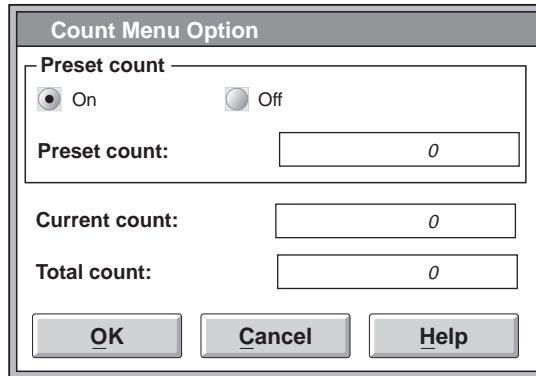 Count Menu Option
Preset count
On Off
Preset count: 0
Current count: 0
Total count: 0
OK Cancel Help